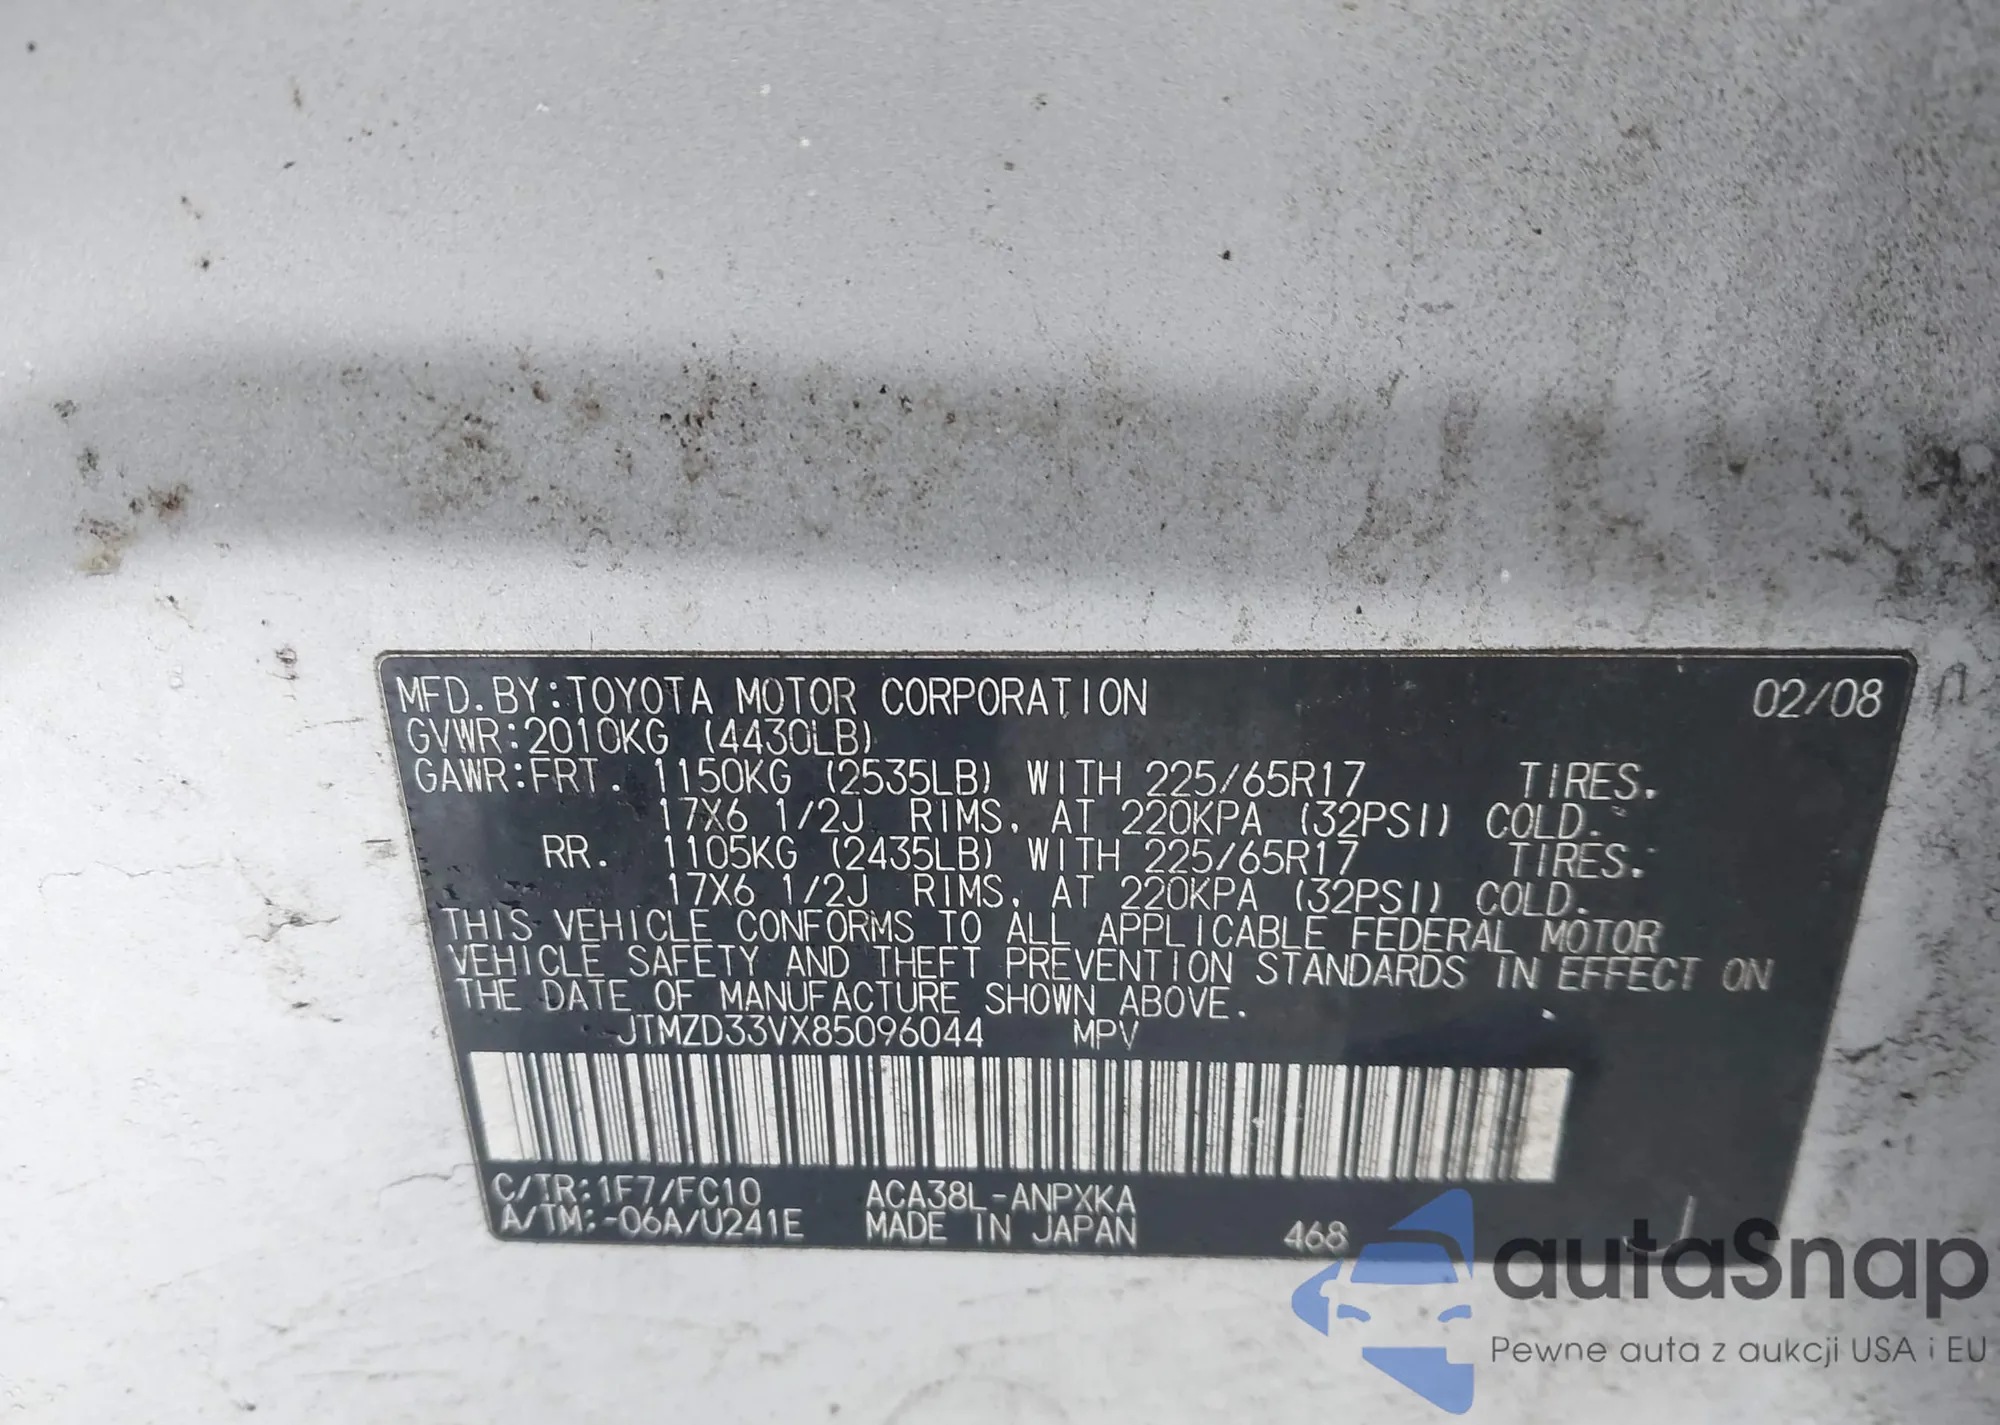 MFD. BY: TOYOTA MOTOR CORPORATION 02/08
GVWR: 2010KG (4430LB)
GAWR: FRT. 1150KG (2535LB) WITH 225/65R17 TIRES.
17X6 1/2J RIMS, AT 220KPA (32PSI) COLD.
RR. 1105KG (2435LB) WITH 225/65R17 TIRES.
17X6 1/2J RIMS, AT 220KPA (32PSI) COLD.
THIS VEHICLE CONFORMS TO ALL APPLICABLE FEDERAL MOTOR
VEHICLE SAFETY AND THEFT PREVENTION STANDARDS IN EFFECT ON
THE DATE OF MANUFACTURE SHOWN ABOVE.
JTMZD33VX85096044 MPV
C/TR: 1F7/FC10 ACA38L-ANPXKA
A/TM: -06A/U241E MADE IN JAPAN 468 J
autaSnap
Pewne auta z aukcji USA i EU